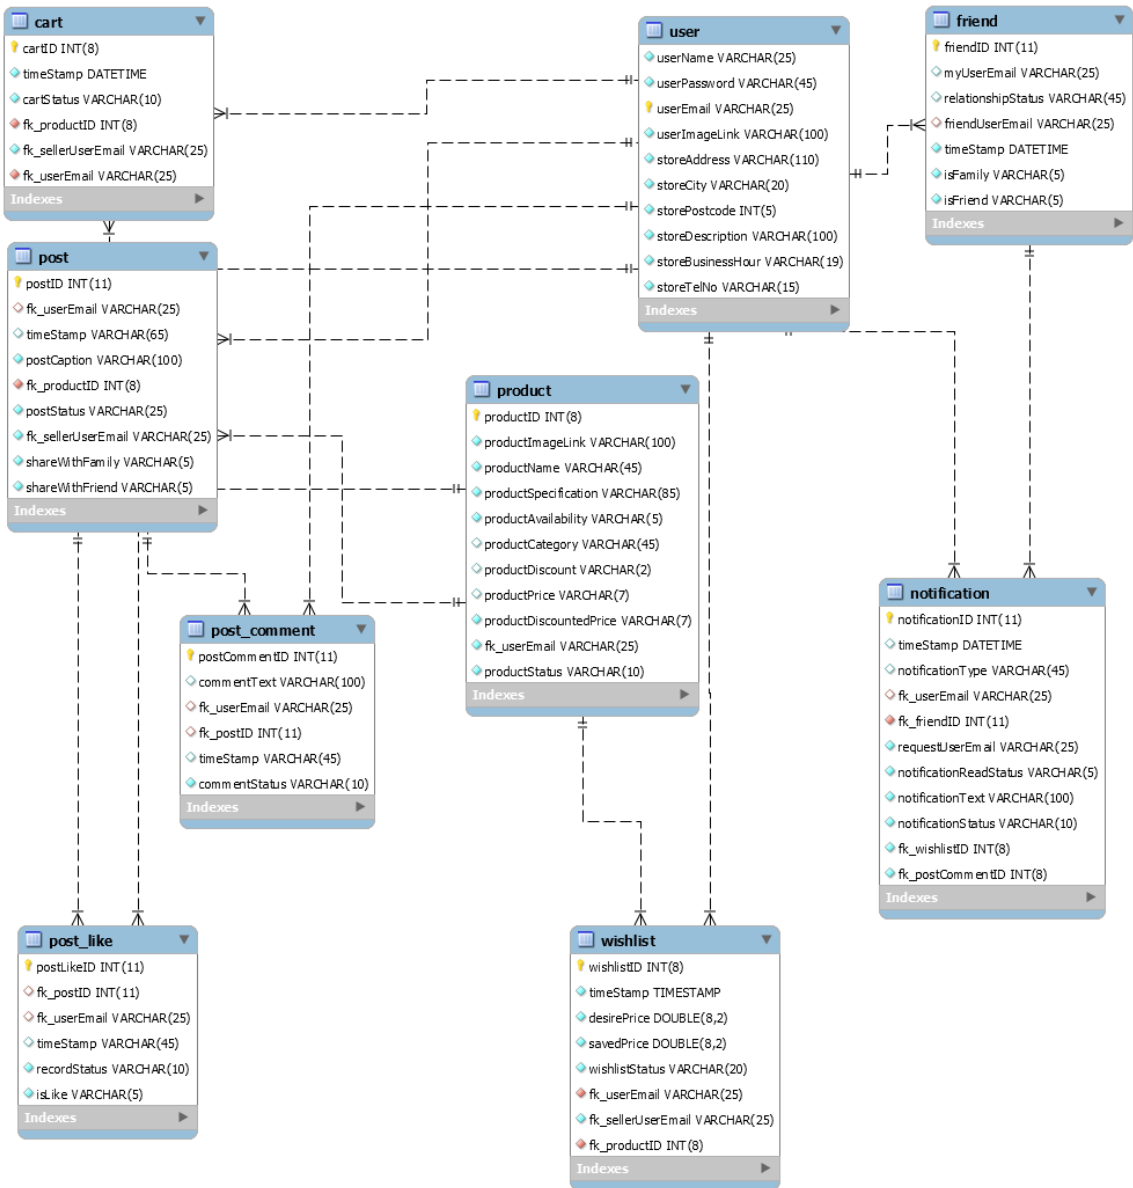 cart
cartID INT(8)
timeStamp DATETIME
cartStatus VARCHAR(10)
fk_productID INT(8)
fk_sellerUserEmail VARCHAR(25)
fk_userEmail VARCHAR(25)
Indexes
user
userName VARCHAR(25)
userPassword VARCHAR(45)
userEmail VARCHAR(25)
userImageLink VARCHAR(100)
storeAddress VARCHAR(110)
storeCity VARCHAR(20)
storePostcode INT(5)
storeDescription VARCHAR(100)
storeBusinessHour VARCHAR(19)
storeTelNo VARCHAR(15)
Indexes
friend
friendID INT(11)
myUserEmail VARCHAR(25)
relationshipStatus VARCHAR(45)
friendUserEmail VARCHAR(25)
timeStamp DATETIME
isFamily VARCHAR(5)
isFriend VARCHAR(5)
Indexes
post
postID INT(11)
fk_userEmail VARCHAR(25)
timeStamp VARCHAR(65)
postCaption VARCHAR(100)
fk_productID INT(8)
postStatus VARCHAR(25)
fk_sellerUserEmail VARCHAR(25)
shareWithFamily VARCHAR(5)
shareWithFriend VARCHAR(5)
Indexes
product
productID INT(8)
productImageLink VARCHAR(100)
productName VARCHAR(45)
productSpecification VARCHAR(85)
productAvailability VARCHAR(5)
productCategory VARCHAR(45)
productDiscount VARCHAR(2)
productPrice VARCHAR(7)
productDiscountedPrice VARCHAR(7)
fk_userEmail VARCHAR(25)
productStatus VARCHAR(10)
Indexes
post_comment
postCommentID INT(11)
commentText VARCHAR(100)
fk_userEmail VARCHAR(25)
fk_postID INT(11)
timeStamp VARCHAR(45)
commentStatus VARCHAR(10)
Indexes
notification
notificationID INT(11)
timeStamp DATETIME
notificationType VARCHAR(45)
fk_userEmail VARCHAR(25)
fk_friendID INT(11)
requestUserEmail VARCHAR(25)
notificationReadStatus VARCHAR(5)
notificationText VARCHAR(100)
notificationStatus VARCHAR(10)
fk_wishlistID INT(8)
fk_postCommentID INT(8)
Indexes
post_like
postLikeID INT(11)
fk_postID INT(11)
fk_userEmail VARCHAR(25)
timeStamp VARCHAR(45)
recordStatus VARCHAR(10)
isLike VARCHAR(5)
Indexes
wishlist
wishlistID INT(8)
timeStamp TIMESTAMP
desirePrice DOUBLE(8,2)
savedPrice DOUBLE(8,2)
wishlistStatus VARCHAR(20)
fk_userEmail VARCHAR(25)
fk_sellerUserEmail VARCHAR(25)
fk_productID INT(8)
Indexes